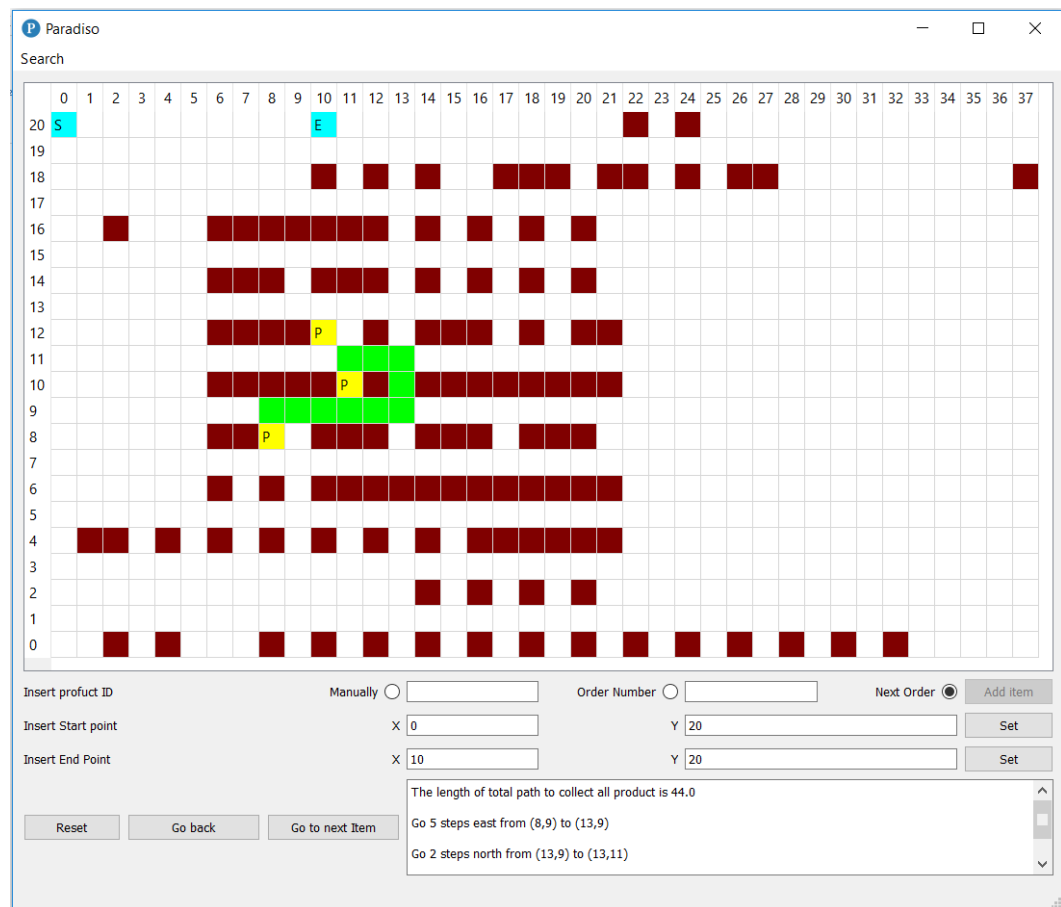 P Paradiso
Search
0 1 2 3 4 5 6 7 8 9 10 11 12 13 14 15 16 17 18 19 20 21 22 23 24 25 26 27 28 29 30 31 32 33 34 35 36 37
20 S E
19
18
17
16
15
14
13
12 P
11
10 P
9
8 P
7
6
5
4
3
2
1
0
Insert profuct ID Manually Order Number Next Order Add item
Insert Start point X 0 Y 20 Set
Insert End Point X 10 Y 20 Set
The length of total path to collect all product is 44.0
Reset Go back Go to next Item Go 5 steps east from (8,9) to (13,9)
Go 2 steps north from (13,9) to (13,11)